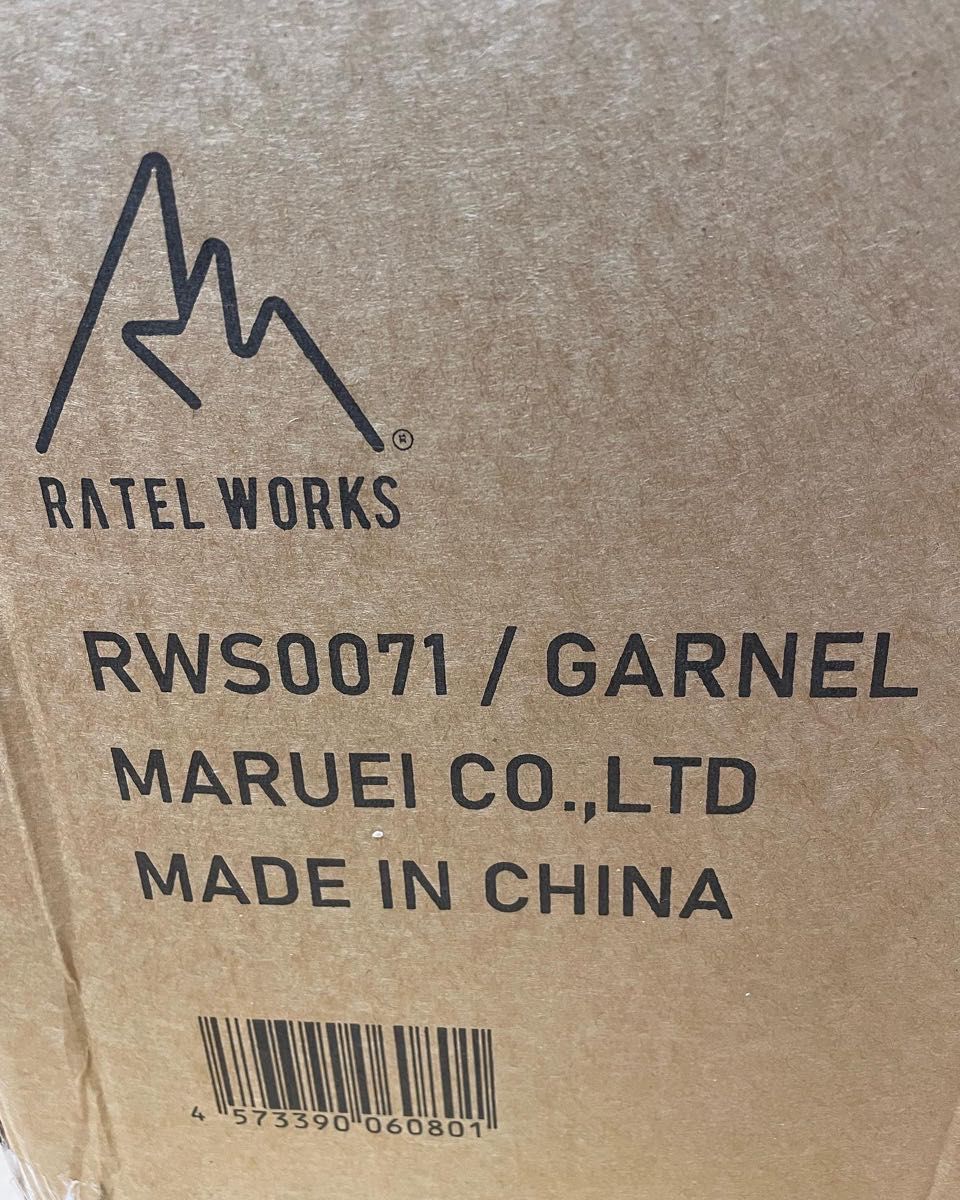 ®
RATEL WORKS
RWS0071 / GARNEL
MARUEI CO.,LTD
MADE IN CHINA
4 573390 060801